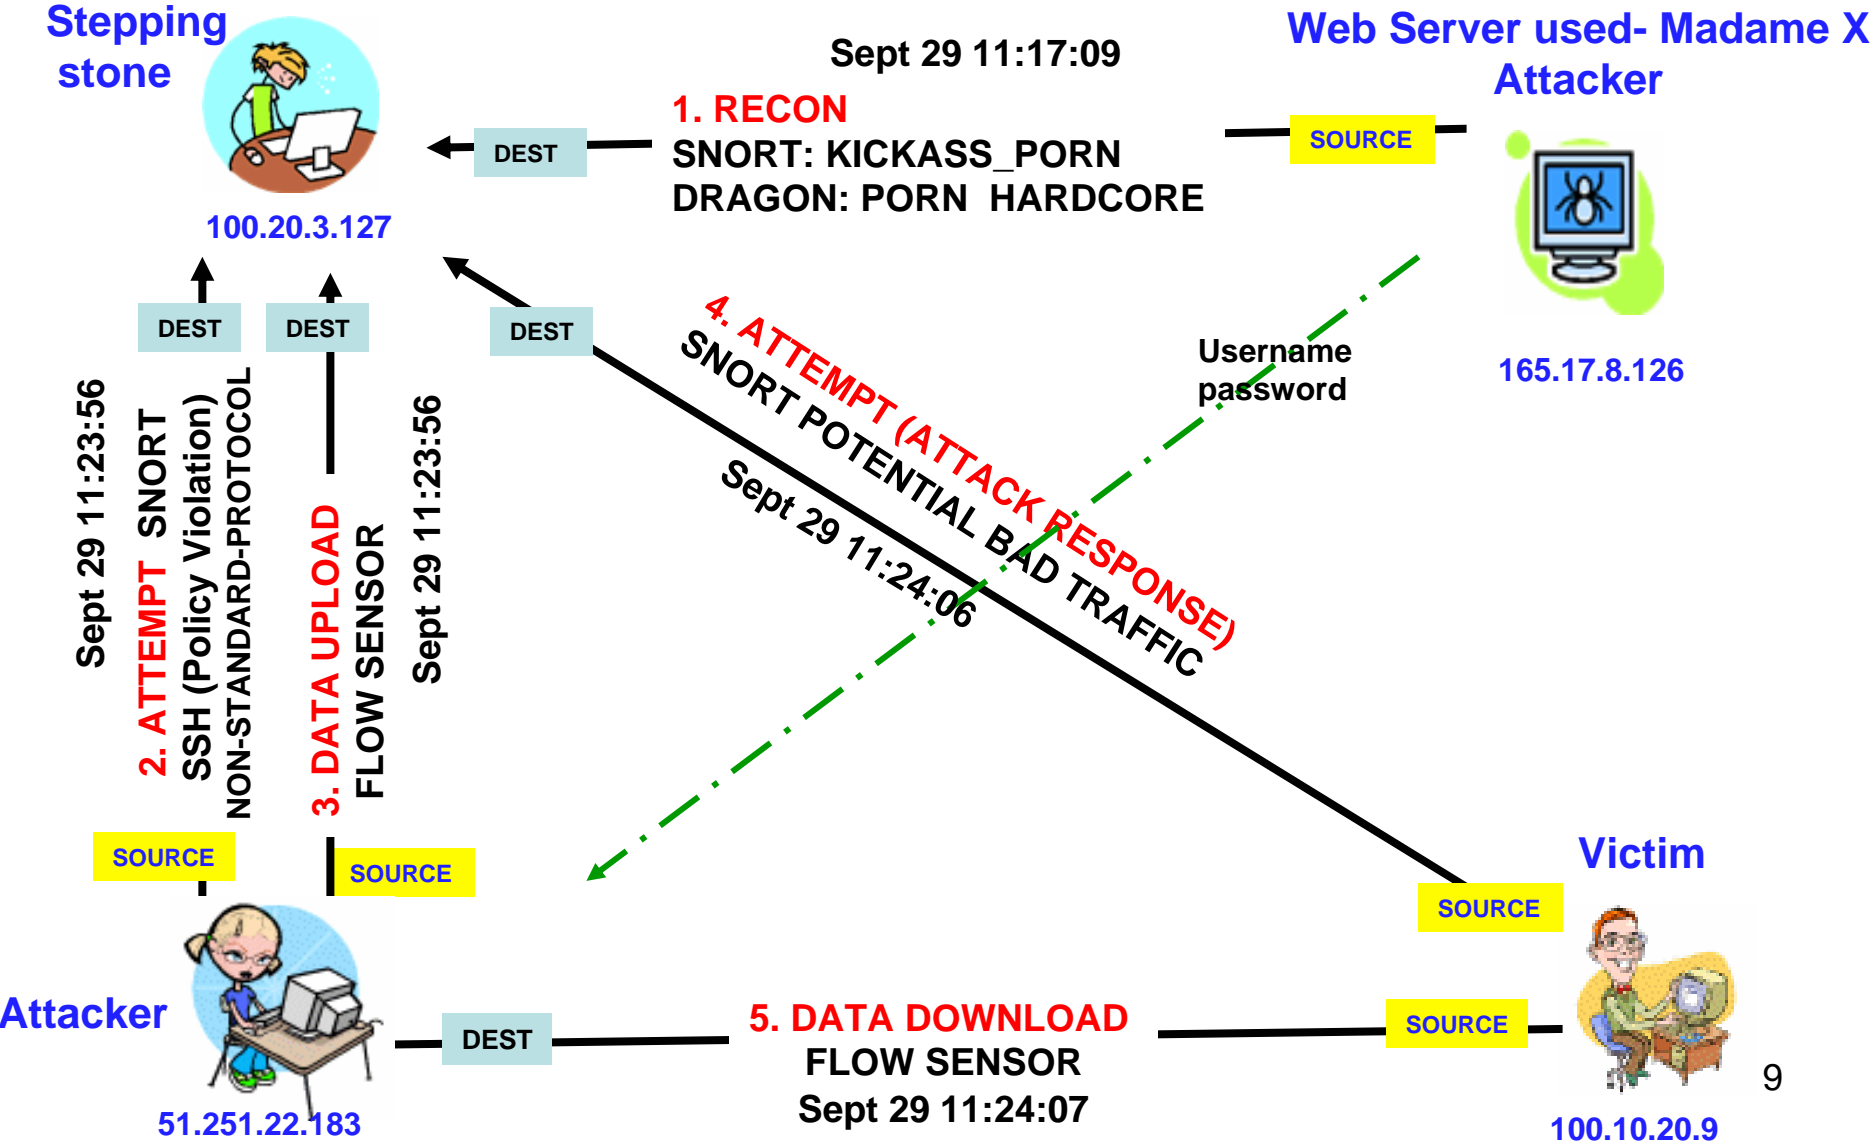 Stepping
stone
Sept 29 11:17:09
Web Server used- Madame X
Attacker
1. RECON
SNORT: KICKASS_PORN
DRAGON: PORN HARDCORE
DEST
SOURCE
100.20.3.127
165.17.8.126
DEST
DEST
DEST
Username
password
Sept 29 11:23:56
2. ATTEMPT SNORT
SSH (Policy Violation)
NON-STANDARD-PROTOCOL
3. DATA UPLOAD
FLOW SENSOR
Sept 29 11:23:56
4. ATTEMPT (ATTACK RESPONSE)
SNORT POTENTIAL BAD TRAFFIC
Sept 29 11:24:06
SOURCE
SOURCE
Victim
SOURCE
Attacker
DEST
5. DATA DOWNLOAD
FLOW SENSOR
Sept 29 11:24:07
SOURCE
51.251.22.183
100.10.20.9
9